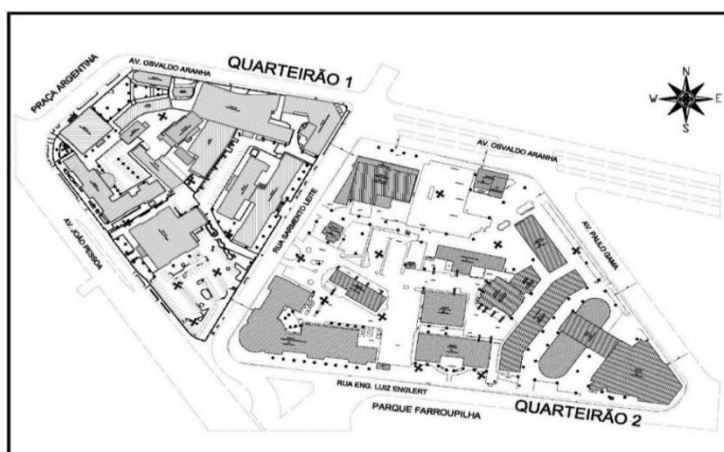 PRAÇA ARGENTINA
AV. OSVALDO ARANHA
QUARTEIRÃO 1
N
W E
S
AV. OSVALDO ARANHA
AV. JOÃO PESSOA
RUA SARMENTO LEITE
AV. PAULO GAMA
RUA ENG. LUIZ ENGLERT
PARQUE FARROUPILHA
QUARTEIRÃO 2